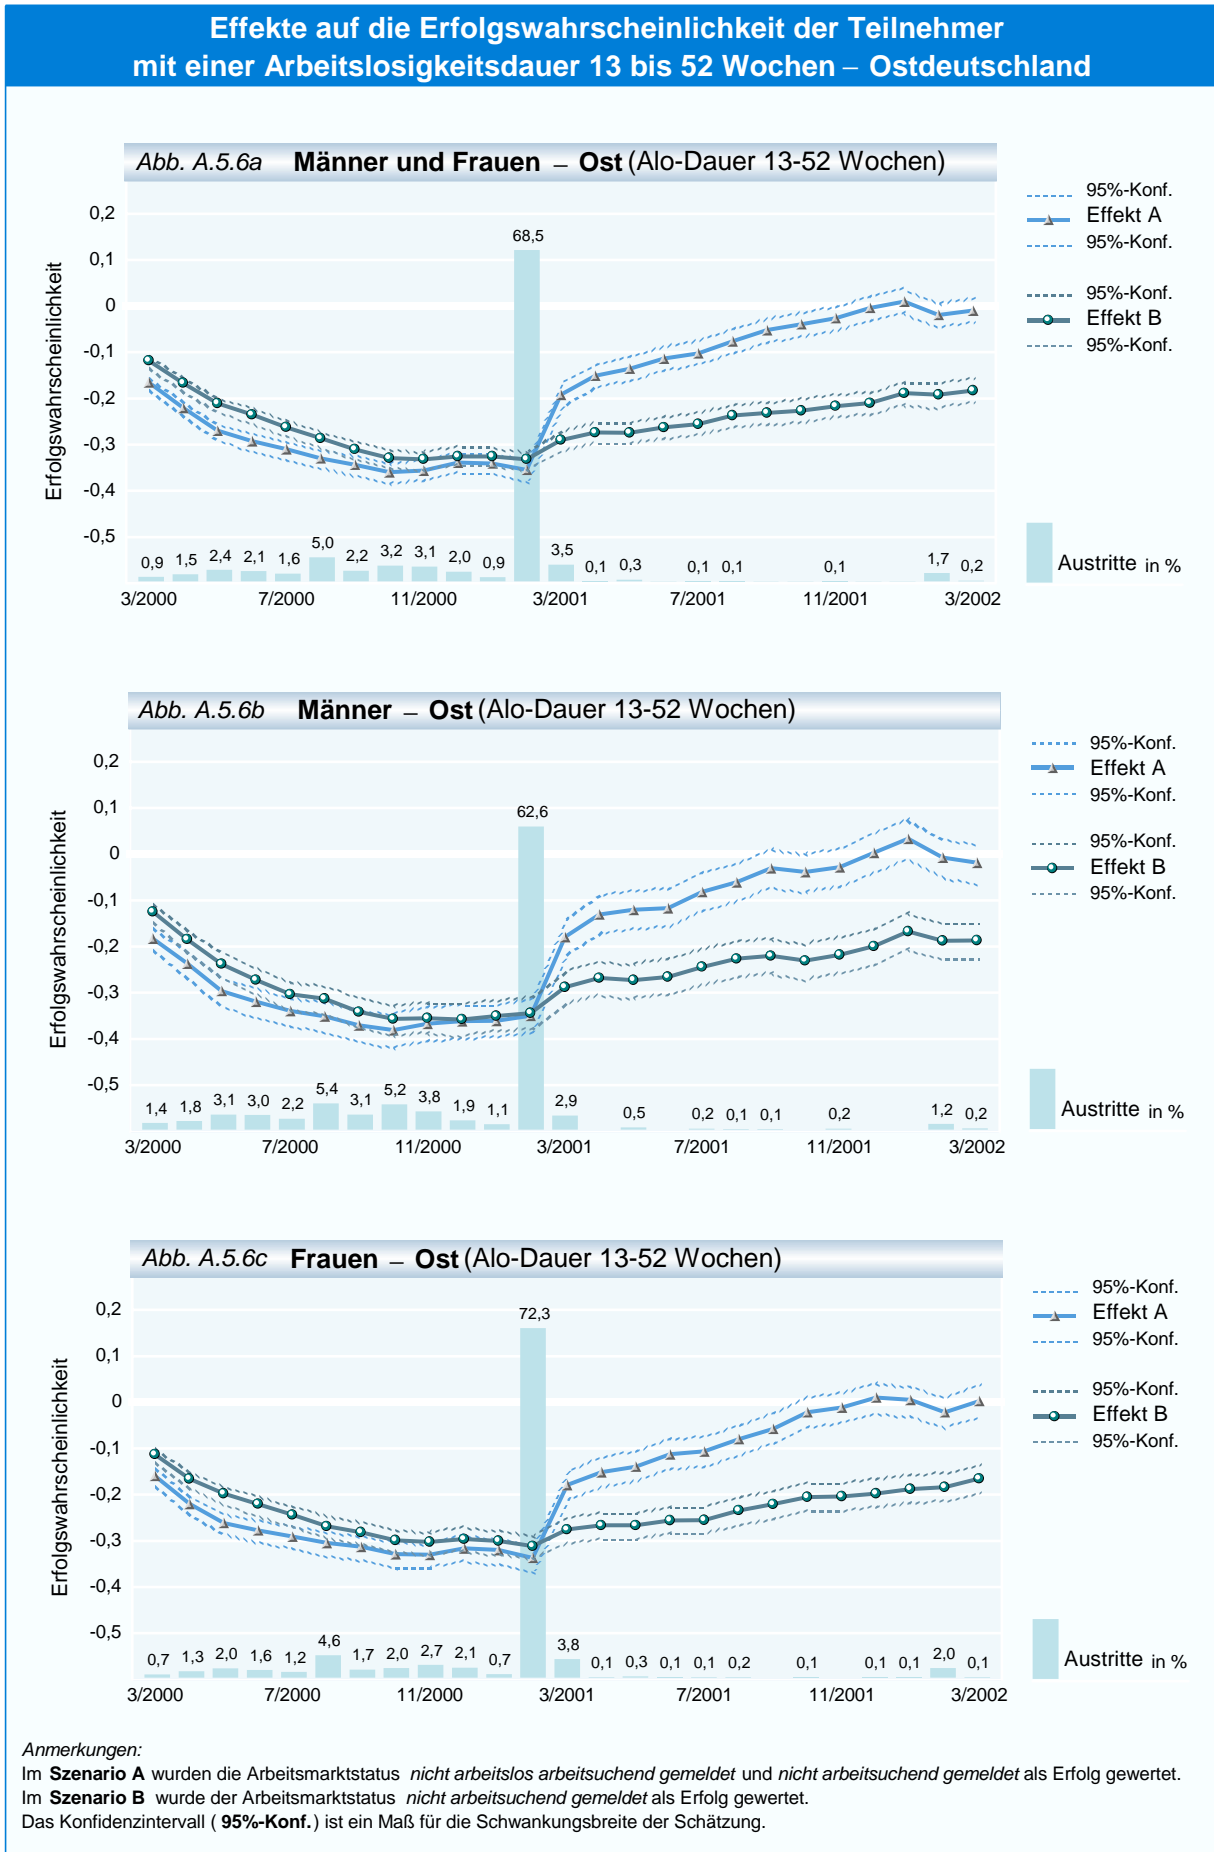 Effekte auf die Erfolgswahrscheinlichkeit der Teilnehmer
mit einer Arbeitslosigkeitsdauer 13 bis 52 Wochen – Ostdeutschland
Abb. A.5.6a Männer und Frauen – Ost (Alo-Dauer 13-52 Wochen)
Erfolgswahrscheinlichkeit
0,2
0,1
0
-0,1
-0,2
-0,3
-0,4
-0,5
0,9 1,5 2,4 2,1 1,6 5,0 2,2 3,2 3,1 2,0 0,9 68,5 3,5 0,1 0,3 0,1 0,1 0,1 1,7 0,2
3/2000 7/2000 11/2000 3/2001 7/2001 11/2001 3/2002
95%-Konf.
Effekt A
95%-Konf.
95%-Konf.
Effekt B
95%-Konf.
Austritte in %
Abb. A.5.6b Männer – Ost (Alo-Dauer 13-52 Wochen)
Erfolgswahrscheinlichkeit
0,2
0,1
0
-0,1
-0,2
-0,3
-0,4
-0,5
1,4 1,8 3,1 3,0 2,2 5,4 3,1 5,2 3,8 1,9 1,1 62,6 2,9 0,5 0,2 0,1 0,1 0,2 1,2 0,2
3/2000 7/2000 11/2000 3/2001 7/2001 11/2001 3/2002
95%-Konf.
Effekt A
95%-Konf.
95%-Konf.
Effekt B
95%-Konf.
Austritte in %
Abb. A.5.6c Frauen – Ost (Alo-Dauer 13-52 Wochen)
Erfolgswahrscheinlichkeit
0,2
0,1
0
-0,1
-0,2
-0,3
-0,4
-0,5
0,7 1,3 2,0 1,6 1,2 4,6 1,7 2,0 2,7 2,1 0,7 72,3 3,8 0,1 0,3 0,1 0,1 0,2 0,1 0,1 0,1 2,0 0,1
3/2000 7/2000 11/2000 3/2001 7/2001 11/2001 3/2002
95%-Konf.
Effekt A
95%-Konf.
95%-Konf.
Effekt B
95%-Konf.
Austritte in %
Anmerkungen:
Im Szenario A wurden die Arbeitsmarktstatus nicht arbeitslos arbeitsuchend gemeldet und nicht arbeitsuchend gemeldet als Erfolg gewertet.
Im Szenario B wurde der Arbeitsmarktstatus nicht arbeitsuchend gemeldet als Erfolg gewertet.
Das Konfidenzintervall ( 95%-Konf.) ist ein Maß für die Schwankungsbreite der Schätzung.